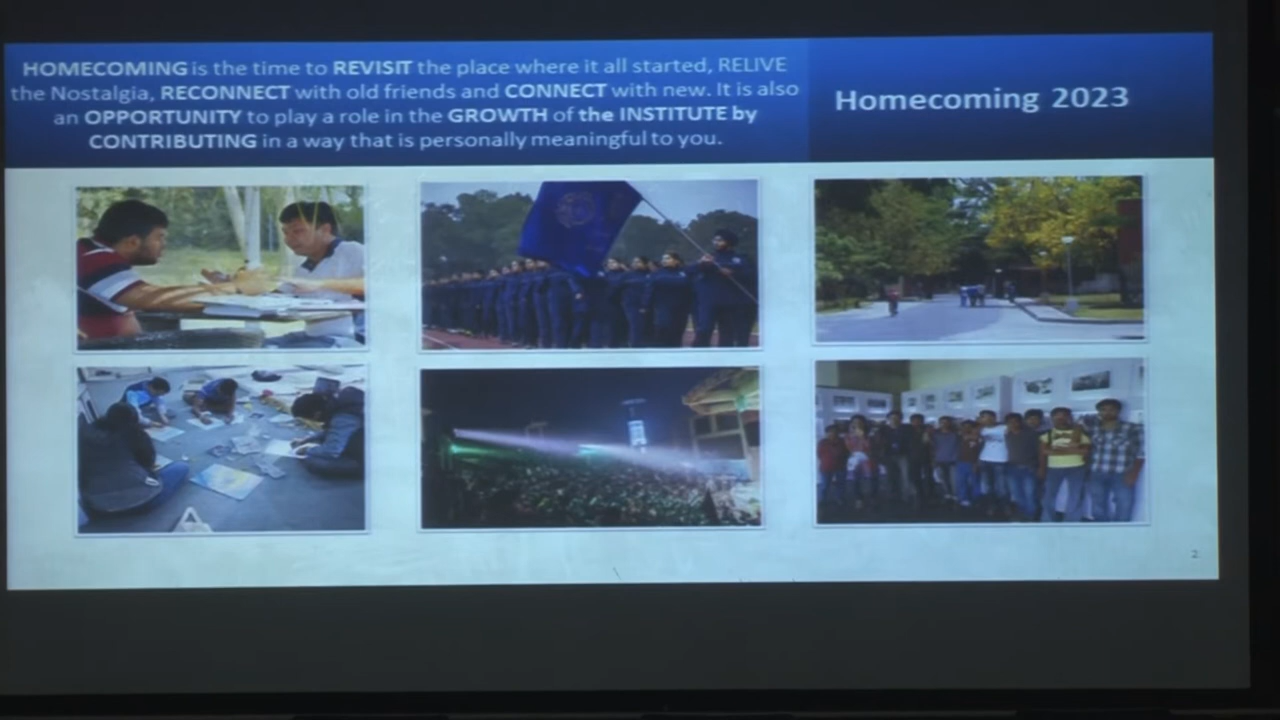 HOMECOMING is the time to REVISIT the place where it all started, RELIVE
the Nostalgia, RECONNECT with old friends and CONNECT with new. It is also
an OPPORTUNITY to play a role in the GROWTH of the INSTITUTE by
CONTRIBUTING in a way that is personally meaningful to you.
Homecoming 2023
2